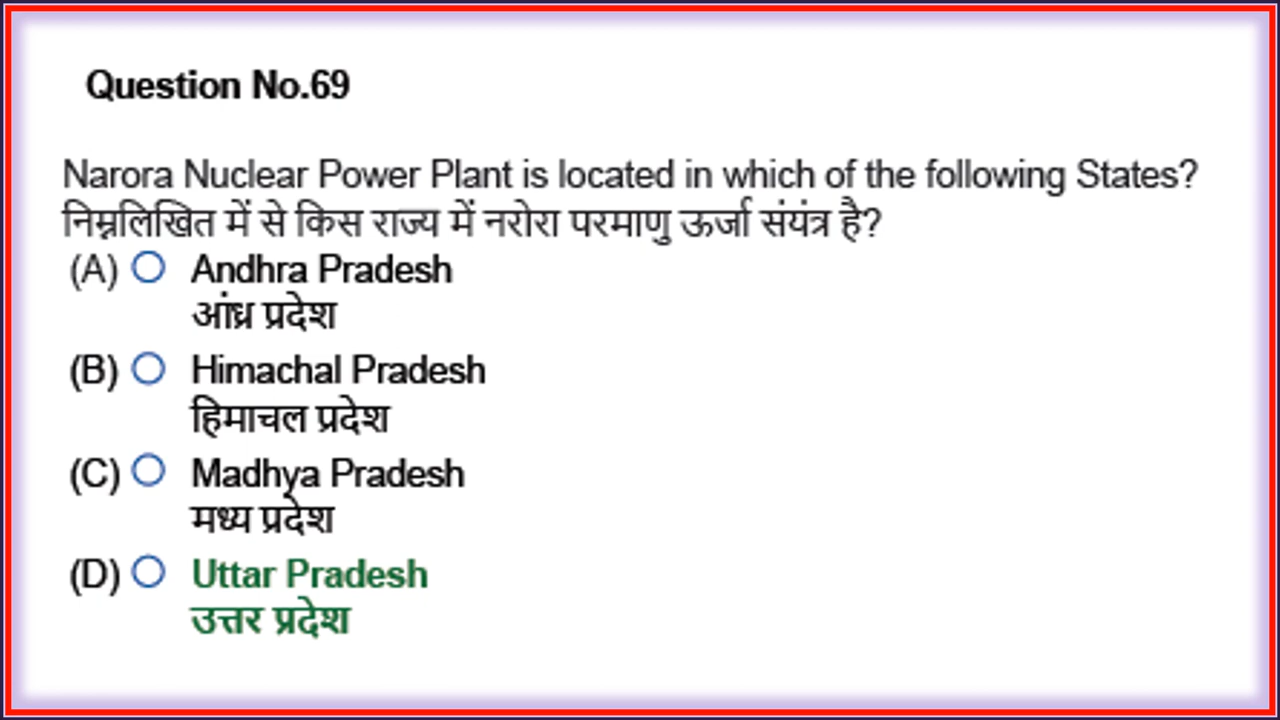 Question No.69
Narora Nuclear Power Plant is located in which of the following States?
निम्नलिखित में से किस राज्य में नरोरा परमाणु ऊर्जा संयंत्र है?
(A) Andhra Pradesh
आंध्र प्रदेश
(B) Himachal Pradesh
हिमाचल प्रदेश
(C) Madhya Pradesh
मध्य प्रदेश
(D) Uttar Pradesh
उत्तर प्रदेश